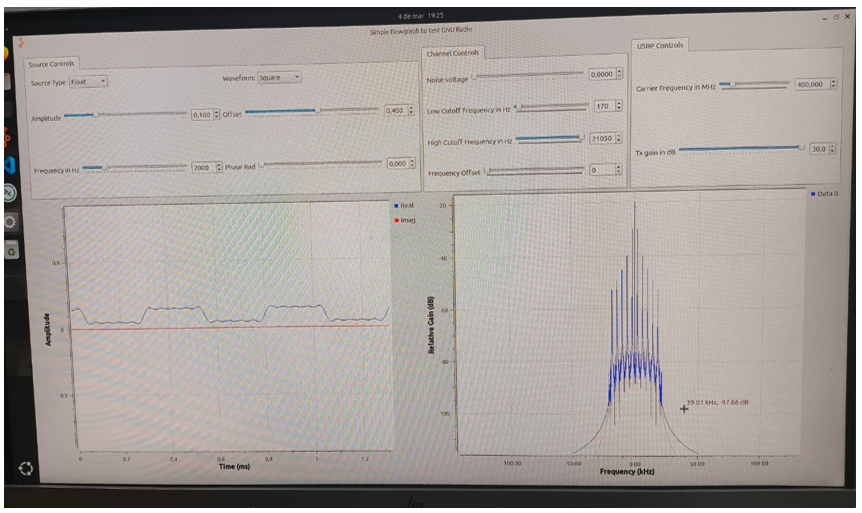 4 de mar 19:25
Simple flowgraph to test GNU Radio
Source Controls
Source Type: Float
Waveform: Square
Amplitude 0,100 Offset 0,400
Frequency in Hz 2000 Phase Rad 0,000
Channel Controls
Noise voltage 0,0000
Low Cutoff Frequency in Hz 170
High Cutoff Frequency in Hz 21050
Frequency Offset 0
USRP Controls
Carrier Frequency in MHz 400,000
Tx gain in dB 30,0
Real
Imag
Amplitude
0.5
0
0.5
0 0.2 0.4 0.6 0.8 1 1.2
Time (ms)
Data 0
Relative Gain (dB)
-20
-40
-60
-80
100
39.01 kHz, -97.66 dB
100.00 50.00 0.00 50.00 100.00
Frequency (kHz)